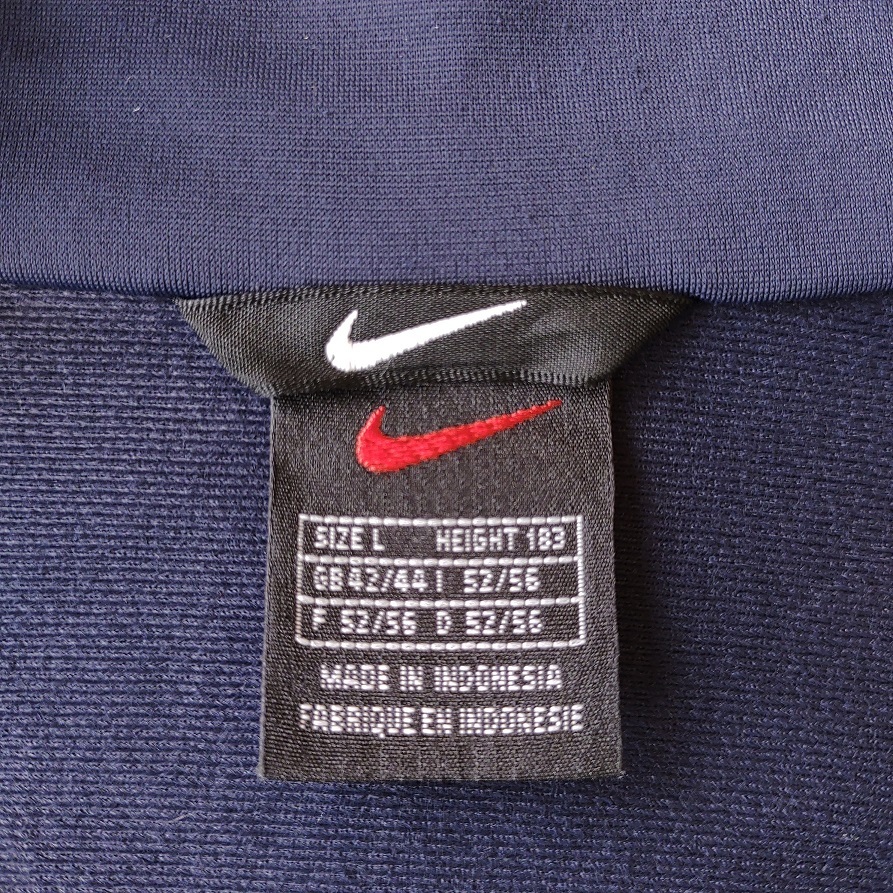 SIZE L HEIGHT 183
GB 42/44 I 52/56
F 52/56 D 52/56
MADE IN INDONESIA
FABRIQUE EN INDONESIE